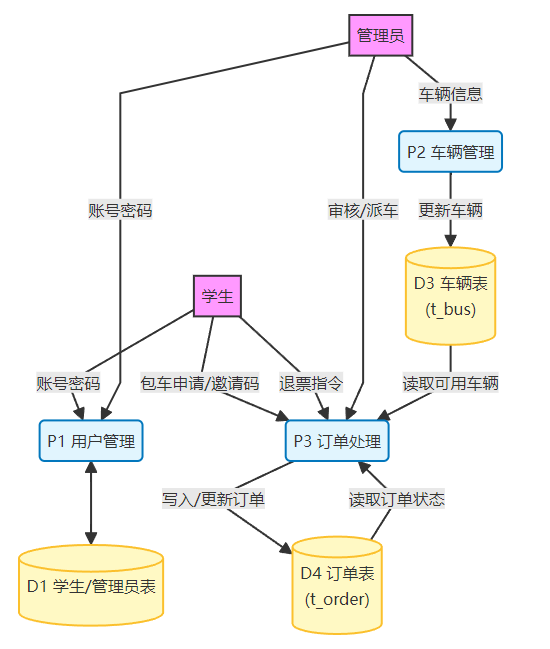 管理员
车辆信息
P2 车辆管理
账号密码
审核/派车
更新车辆
D3 车辆表
(t_bus)
学生
账号密码
包车申请/邀请码
退票指令
读取可用车辆
P1 用户管理
P3 订单处理
写入/更新订单
读取订单状态
D1 学生/管理员表
D4 订单表
(t_order)